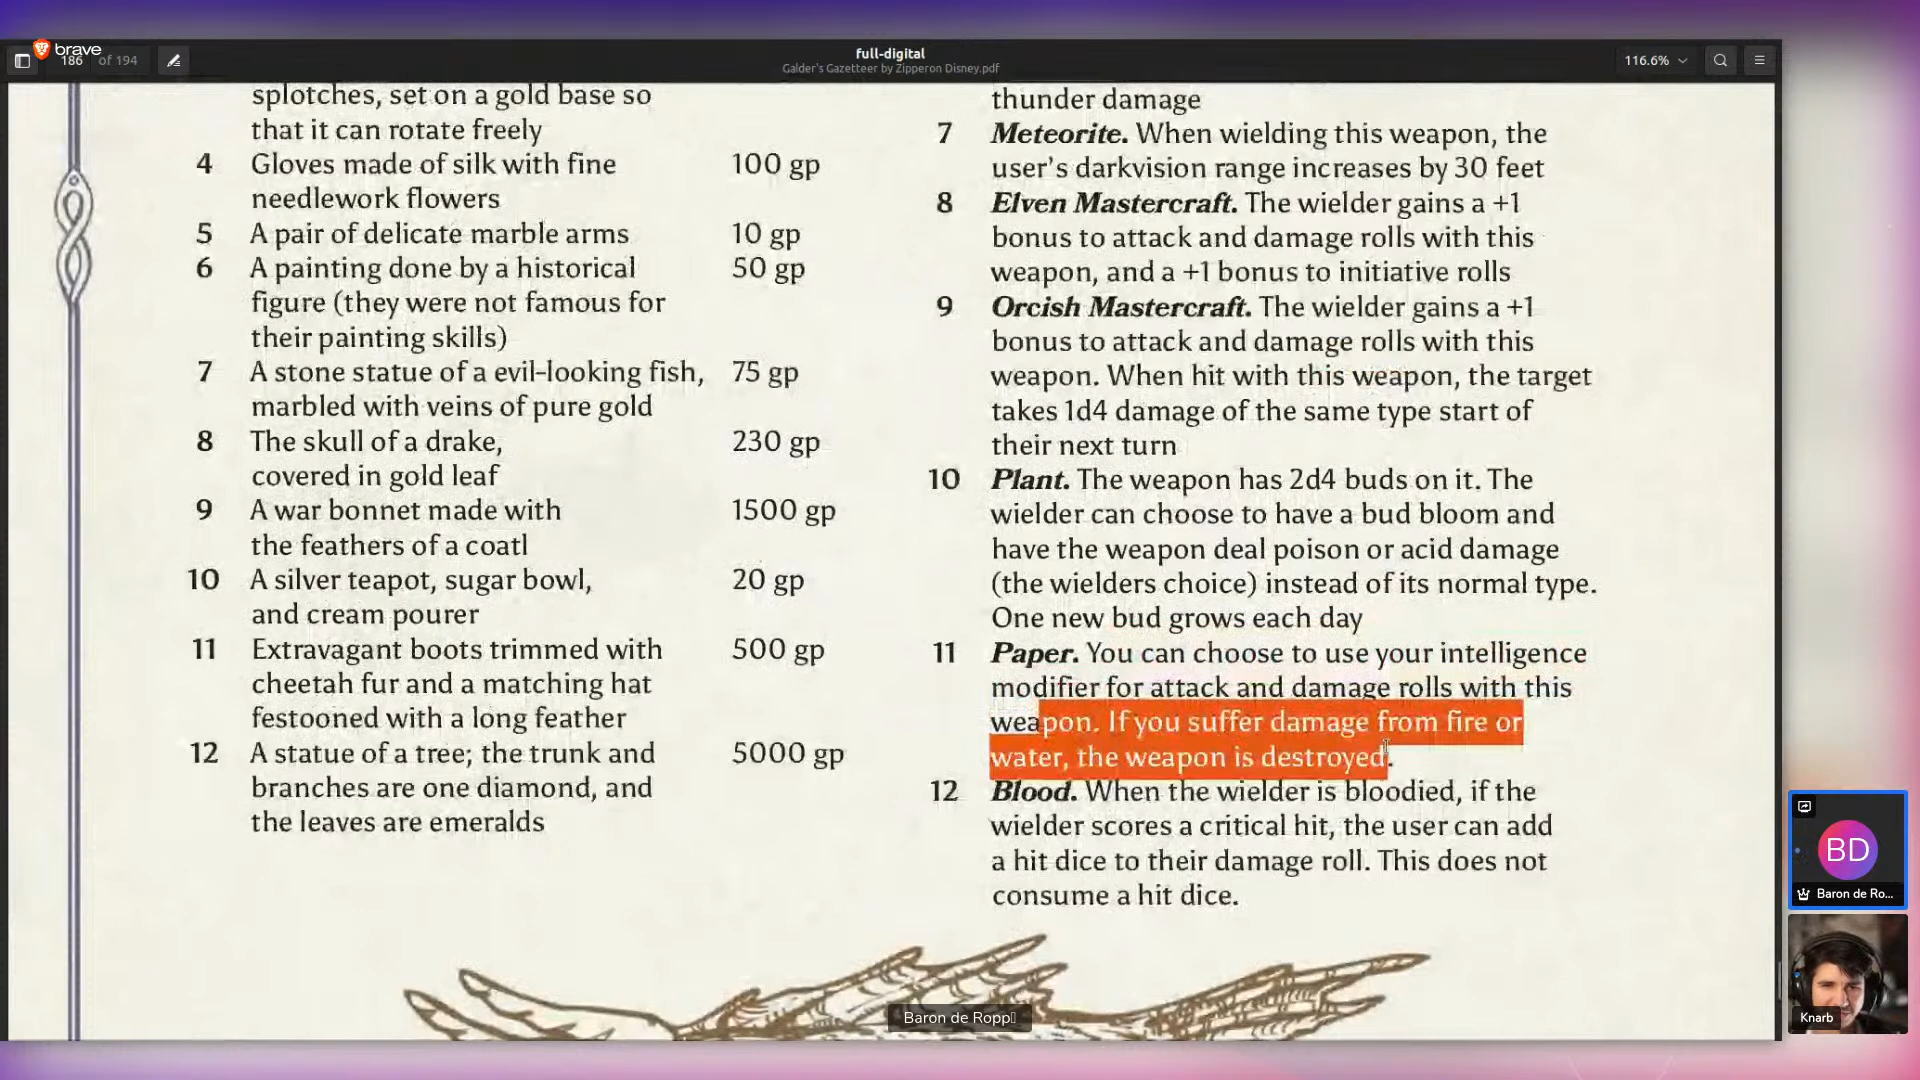 brave
186 of 194
full-digital
Galder's Gazetteer by Zipperon Disney.pdf
116.6%
splotches, set on a gold base so
that it can rotate freely
4 Gloves made of silk with fine 100 gp
needlework flowers
5 A pair of delicate marble arms 10 gp
6 A painting done by a historical 50 gp
figure (they were not famous for
their painting skills)
7 A stone statue of a evil-looking fish, 75 gp
marbled with veins of pure gold
8 The skull of a drake, 230 gp
covered in gold leaf
9 A war bonnet made with 1500 gp
the feathers of a coatl
10 A silver teapot, sugar bowl, 20 gp
and cream pourer
11 Extravagant boots trimmed with 500 gp
cheetah fur and a matching hat
festooned with a long feather
12 A statue of a tree; the trunk and 5000 gp
branches are one diamond, and
the leaves are emeralds
thunder damage
7 Meteorite. When wielding this weapon, the
user's darkvision range increases by 30 feet
8 Elven Mastercraft. The wielder gains a +1
bonus to attack and damage rolls with this
weapon, and a +1 bonus to initiative rolls
9 Orcish Mastercraft. The wielder gains a +1
bonus to attack and damage rolls with this
weapon. When hit with this weapon, the target
takes 1d4 damage of the same type start of
their next turn
10 Plant. The weapon has 2d4 buds on it. The
wielder can choose to have a bud bloom and
have the weapon deal poison or acid damage
(the wielders choice) instead of its normal type.
One new bud grows each day
11 Paper. You can choose to use your intelligence
modifier for attack and damage rolls with this
weapon. If you suffer damage from fire or
water, the weapon is destroyed.
12 Blood. When the wielder is bloodied, if the
wielder scores a critical hit, the user can add
a hit dice to their damage roll. This does not
consume a hit dice.
Baron de Ropp
BD
Baron de Ro...
Knarb